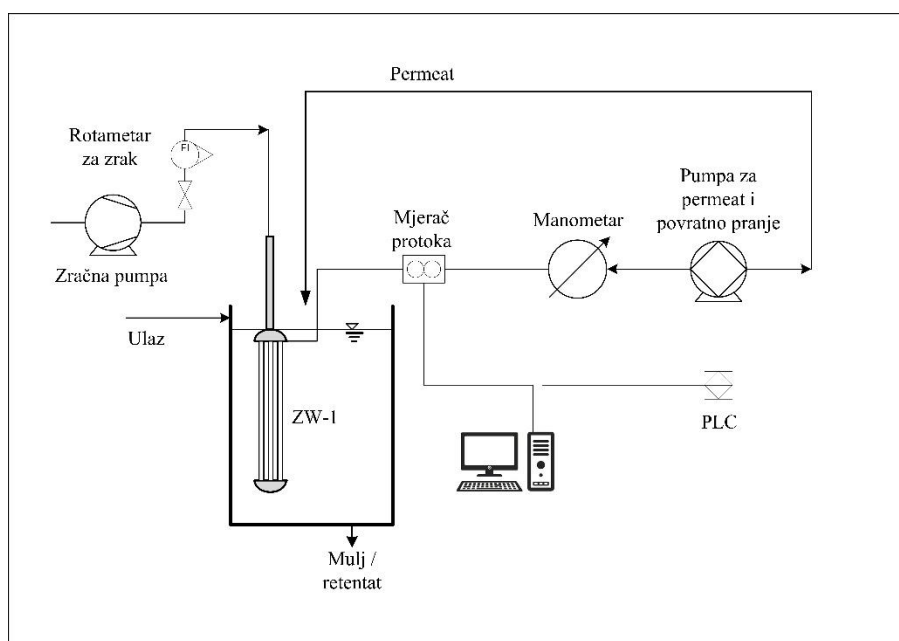 Permeat
Rotametar
za zrak
FI
Pumpa za
permeat i
povratno pranje
Mjerač
protoka
Manometar
Zračna pumpa
Ulaz
ZW-1
PLC
Mulj /
retentat